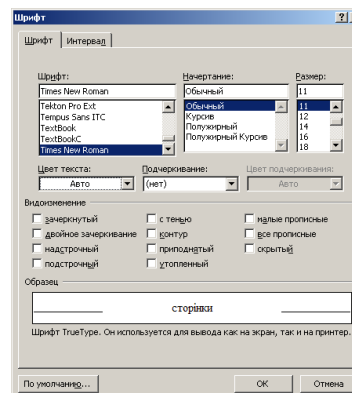 Шрифт
Шрифт Интервал
Шрифт: Начертание: Размер:
Times New Roman Обычный 11
Tekton Pro Ext Обычный 11
Tempus Sans ITC Курсив 12
TextBook Полужирный 14
TextBookC Полужирный Курсив 16
Times New Roman 18
Цвет текста: Подчеркивание: Цвет подчеркивания:
Авто (нет) Авто
Видоизменение
зачеркнутый с тенью малые прописные
двойное зачеркивание контур все прописные
надстрочный приподнятый скрытый
подстрочный утопленный
Образец
сторінки
Шрифт TrueType. Он используется для вывода как на экран, так и на принтер.
По умолчанию... ОК Отмена